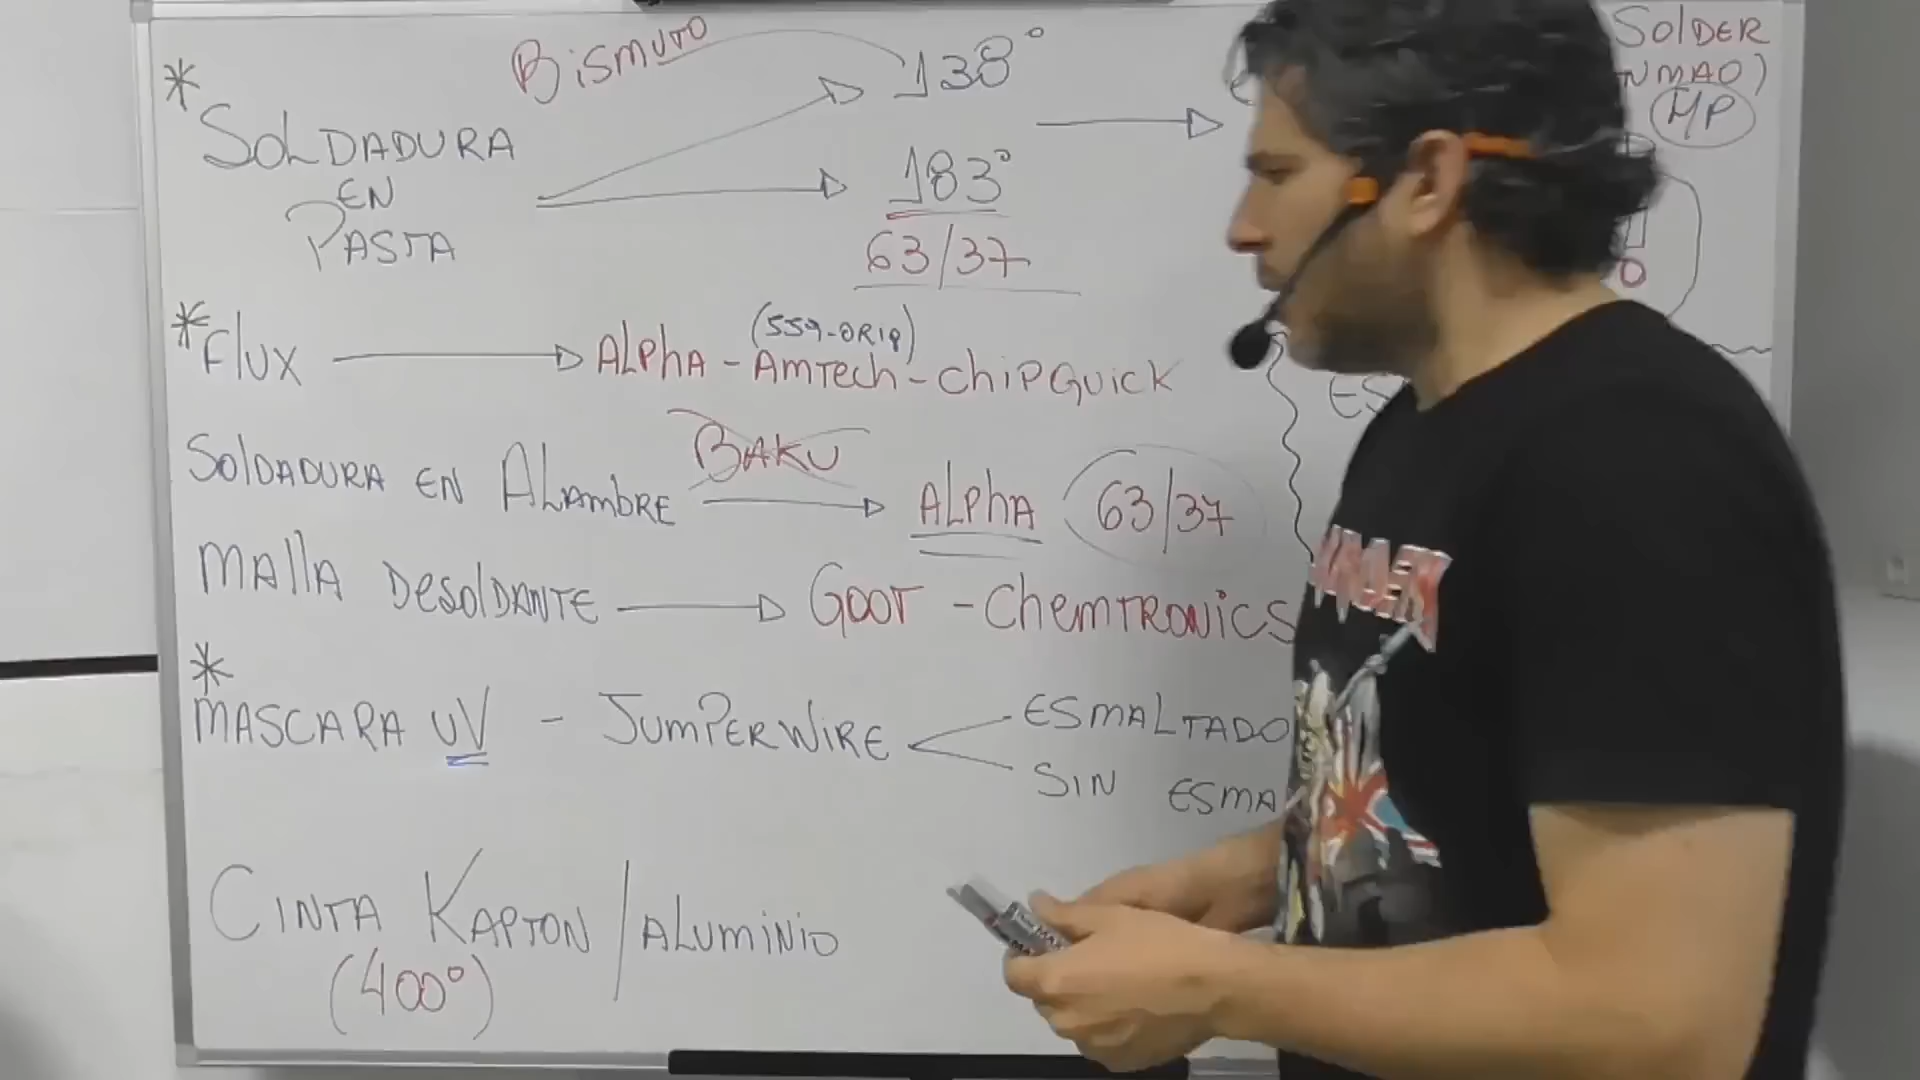 * Bismuto 138°
SOLDADURA
EN
PASTA
183°
63/37
* Flux ALPhA - AmTech - chipQuick
(559-ORIG)
SOLDADURA EN ALAmbRE BAKU ALPhA 63/37
MAllA DesolDANTE GOOT - ChemTRONICS
*
MASCARA UV - JumPERWIRE ESMALTADO
SIN ESMA
CINTA KAPTON / ALUMINIO
(400°)
SOLDER
MP